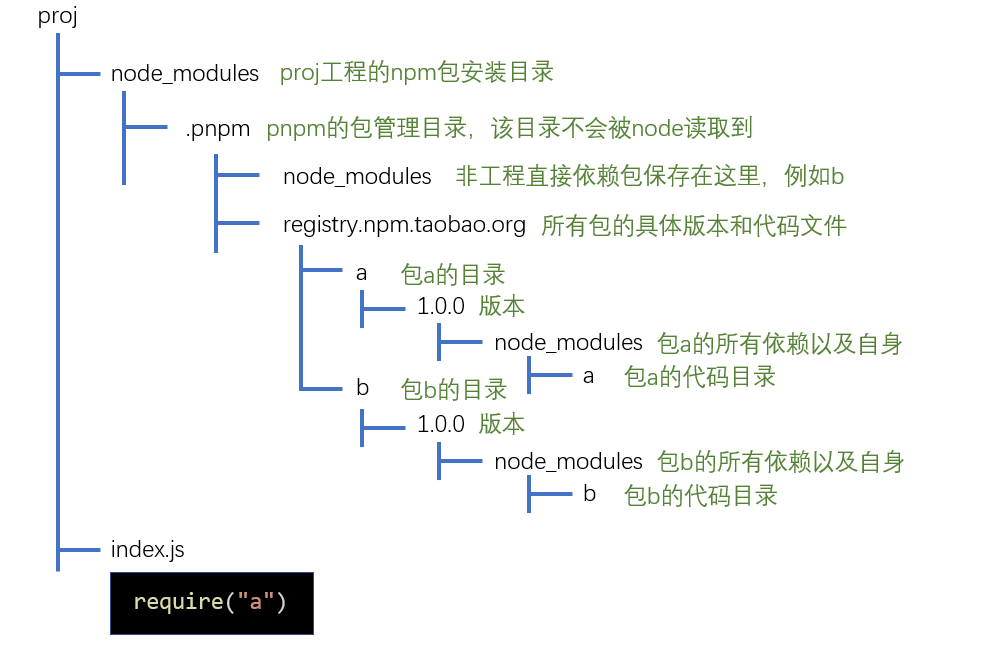 proj
node_modules proj工程的npm包安装目录
.pnpm pnpm的包管理目录，该目录不会被node读取到
node_modules 非工程直接依赖包保存在这里，例如b
registry.npm.taobao.org 所有包的具体版本和代码文件
a 包a的目录
1.0.0 版本
node_modules 包a的所有依赖以及自身
a 包a的代码目录
b 包b的目录
1.0.0 版本
node_modules 包b的所有依赖以及自身
b 包b的代码目录
index.js
require("a")